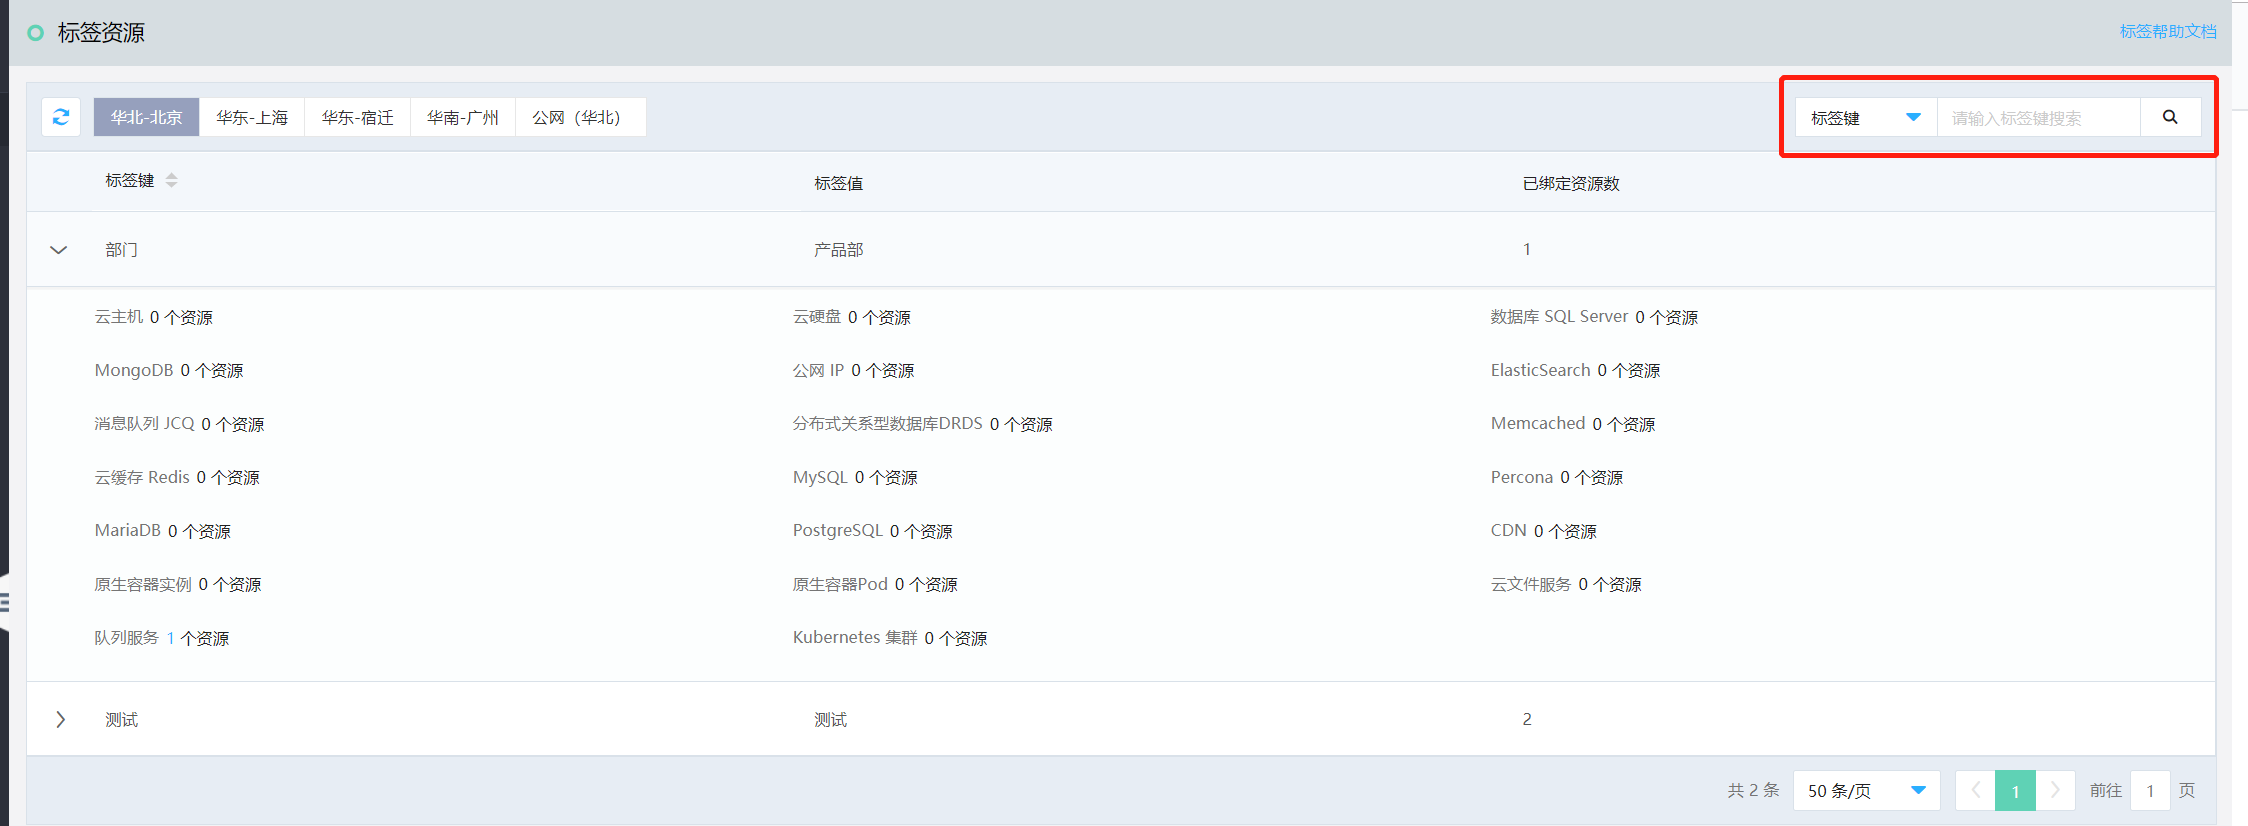 标签资源
标签帮助文档
华北-北京 华东-上海 华东-宿迁 华南-广州 公网（华北） 标签键 请输入标签键搜索
标签键 标签值 已绑定资源数
部门 产品部 1
云主机 0 个资源 云硬盘 0 个资源 数据库 SQL Server 0 个资源
MongoDB 0 个资源 公网 IP 0 个资源 ElasticSearch 0 个资源
消息队列 JCQ 0 个资源 分布式关系型数据库DRDS 0 个资源 Memcached 0 个资源
云缓存 Redis 0 个资源 MySQL 0 个资源 Percona 0 个资源
MariaDB 0 个资源 PostgreSQL 0 个资源 CDN 0 个资源
原生容器实例 0 个资源 原生容器Pod 0 个资源 云文件服务 0 个资源
队列服务 1 个资源 Kubernetes 集群 0 个资源
测试 测试 2
共 2 条 50 条/页 1 前往 1 页